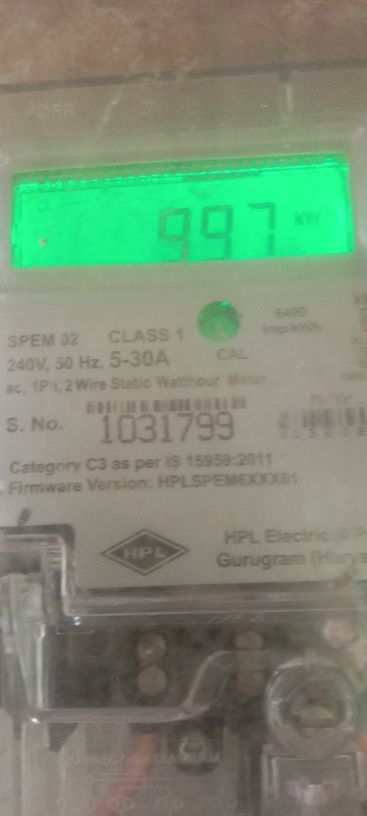 997 kW
SPEM 02 CLASS 1
6400
imp/kWh
240V, 50 Hz, 5-30A
CAL
ac, 1P 1, 2 Wire Static Watthour Meter
S. No. 1031799
Category C3 as per IS 15959:2011
Firmware Version: HPLSPEM6XXX01
HPL
HPL Electric & P
Gurugram (Harya